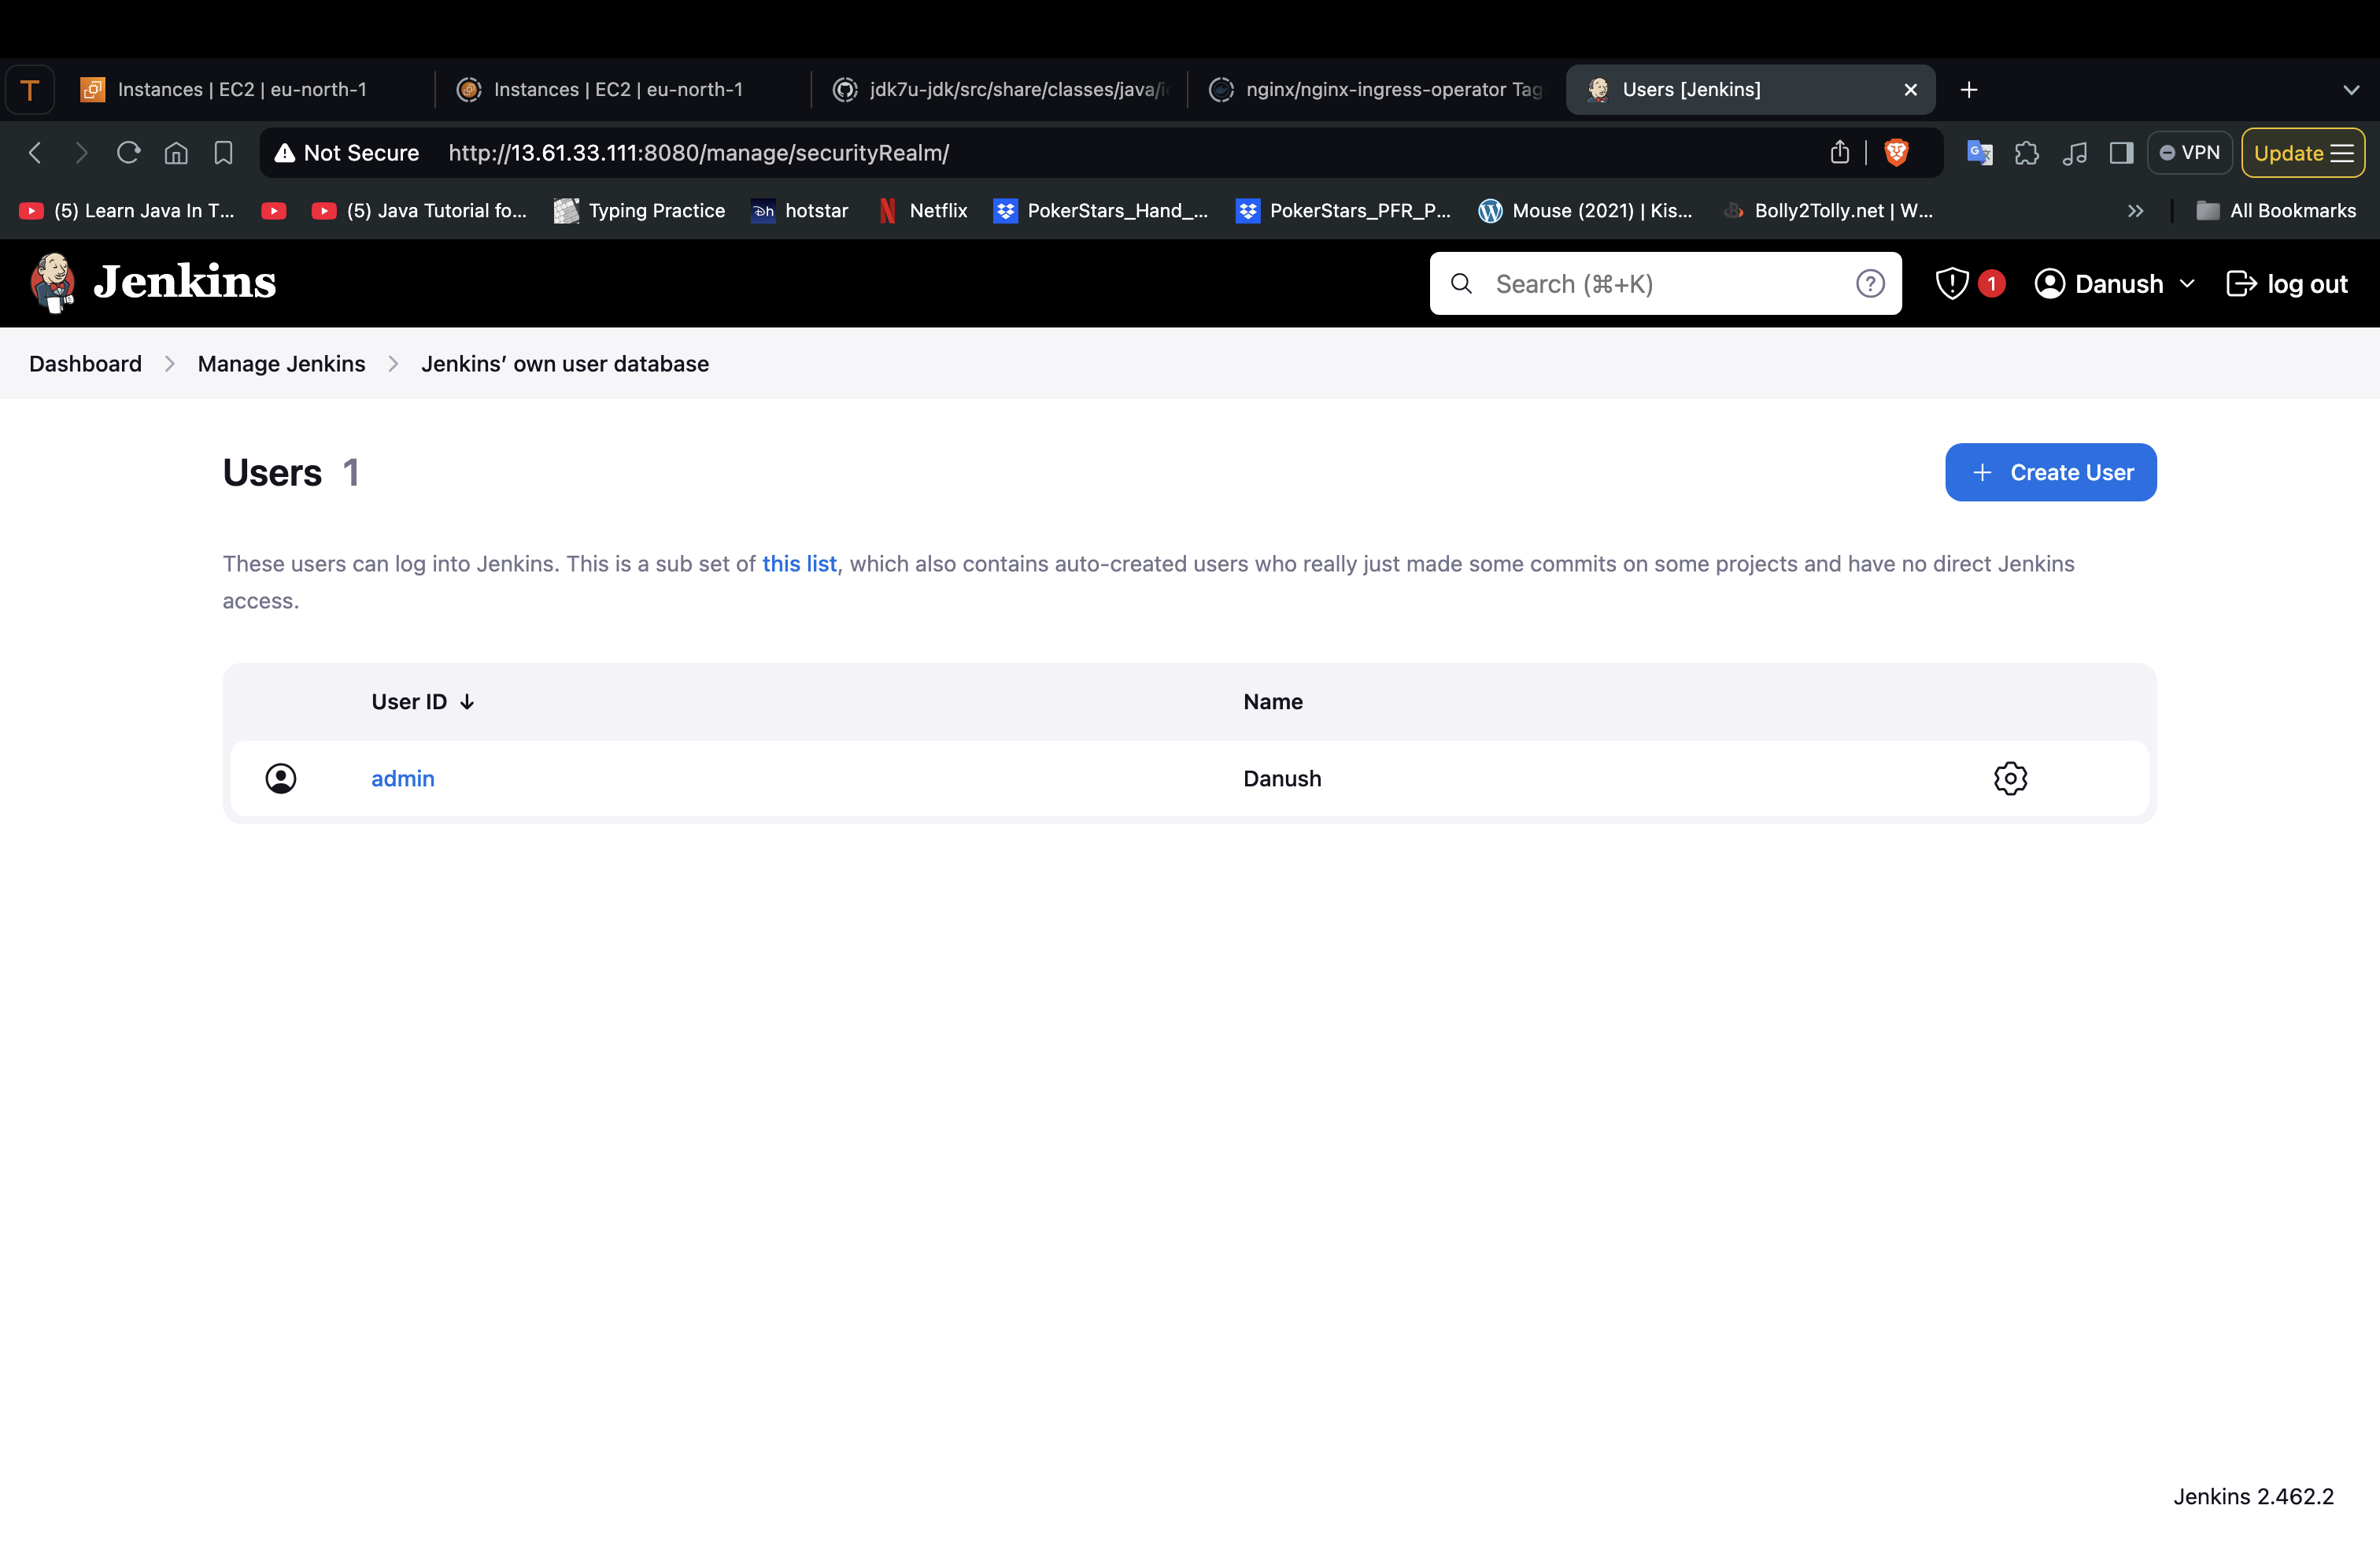 T Instances | EC2 | eu-north-1 Instances | EC2 | eu-north-1 jdk7u-jdk/src/share/classes/java/i nginx/nginx-ingress-operator Tag Users [Jenkins]
Not Secure http://13.61.33.111:8080/manage/securityRealm/ VPN Update
(5) Learn Java In T... (5) Java Tutorial fo... Typing Practice hotstar Netflix PokerStars_Hand_... PokerStars_PFR_P... Mouse (2021) | Kis... Bolly2Tolly.net | W... » All Bookmarks
Jenkins Search (⌘+K) 1 Danush log out
Dashboard Manage Jenkins Jenkins’ own user database
Users 1 + Create User
These users can log into Jenkins. This is a sub set of this list, which also contains auto-created users who really just made some commits on some projects and have no direct Jenkins
access.
User ID ↓ Name
admin Danush
Jenkins 2.462.2